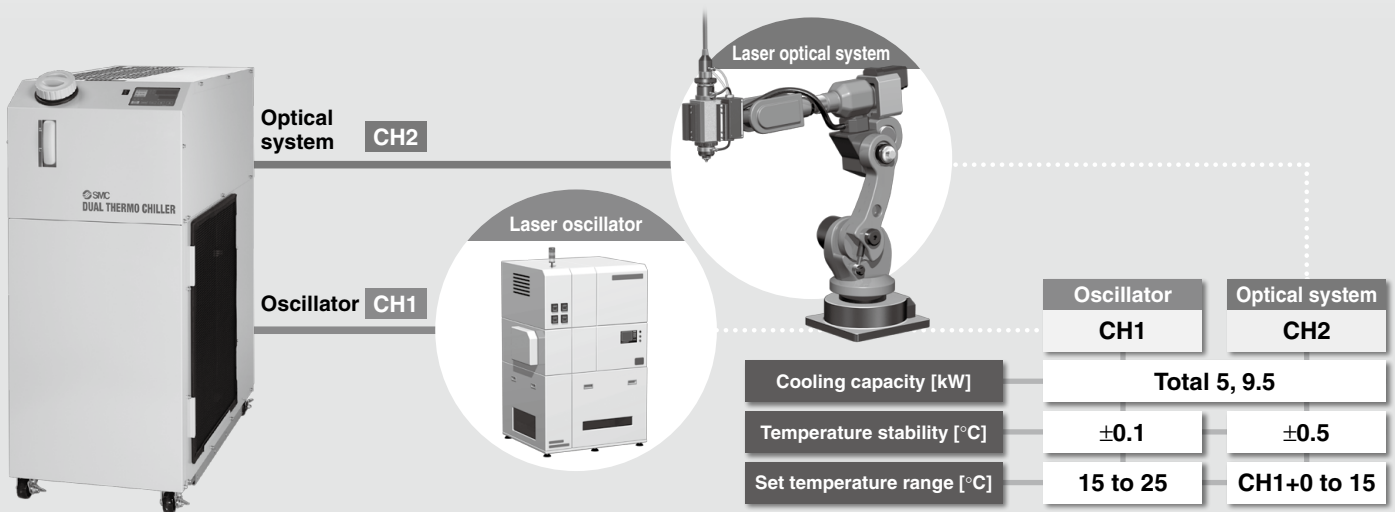 Laser optical system
Optical
system
CH2
SMC
DUAL THERMO CHILLER
Laser oscillator
Oscillator CH1
Oscillator Optical system
CH1 CH2
Cooling capacity [kW] Total 5, 9.5
Temperature stability [°C] ±0.1 ±0.5
Set temperature range [°C] 15 to 25 CH1+0 to 15